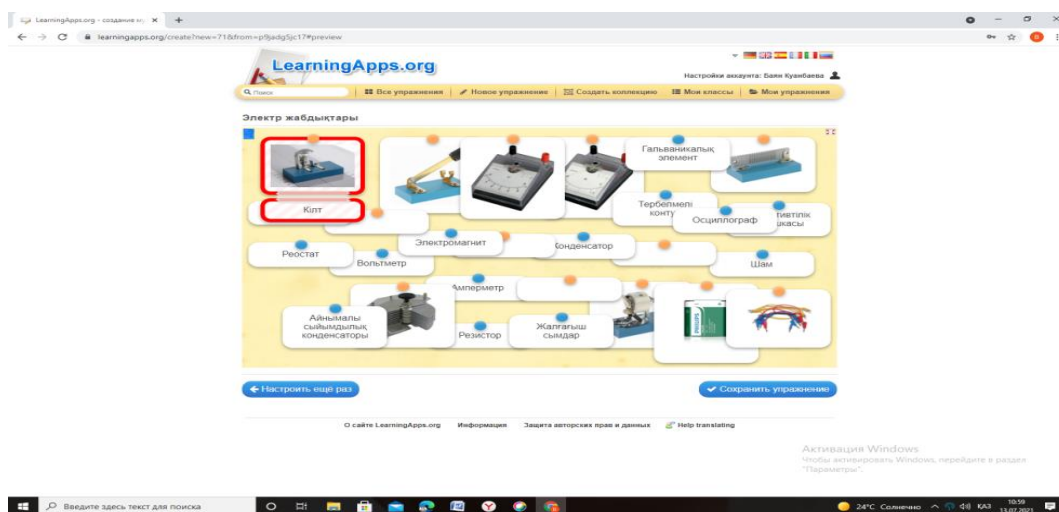 LearningApps.org - создание му
learningapps.org/create?new=71&from=p9jadg5jc17#preview
LearningApps.org
Настройки аккаунта: Баян Куанбаева
Поиск
Все упражнения
Новое упражнение
Создать коллекцию
Мои классы
Мои упражнения
Электр жабдықтары
Гальваникалық
элемент
Кілт
Тербелмелі
конту
Осциллограф
тивтілік
шкасы
Электромагнит
Конденсатор
Реостат
Вольтметр
Шам
Амперметр
Айнымалы
сыйымдылық
конденсаторы
Резистор
Жалғағыш
сымдар
PHILIPS
Настроить ещё раз
Сохранить упражнение
О сайте LearningApps.org
Информация
Защита авторских прав и данных
Help translating
Активация Windows
Чтобы активировать Windows, перейдите в раздел
"Параметры".
Введите здесь текст для поиска
24°C Солнечно
ҚАЗ
10:59
13.07.2021